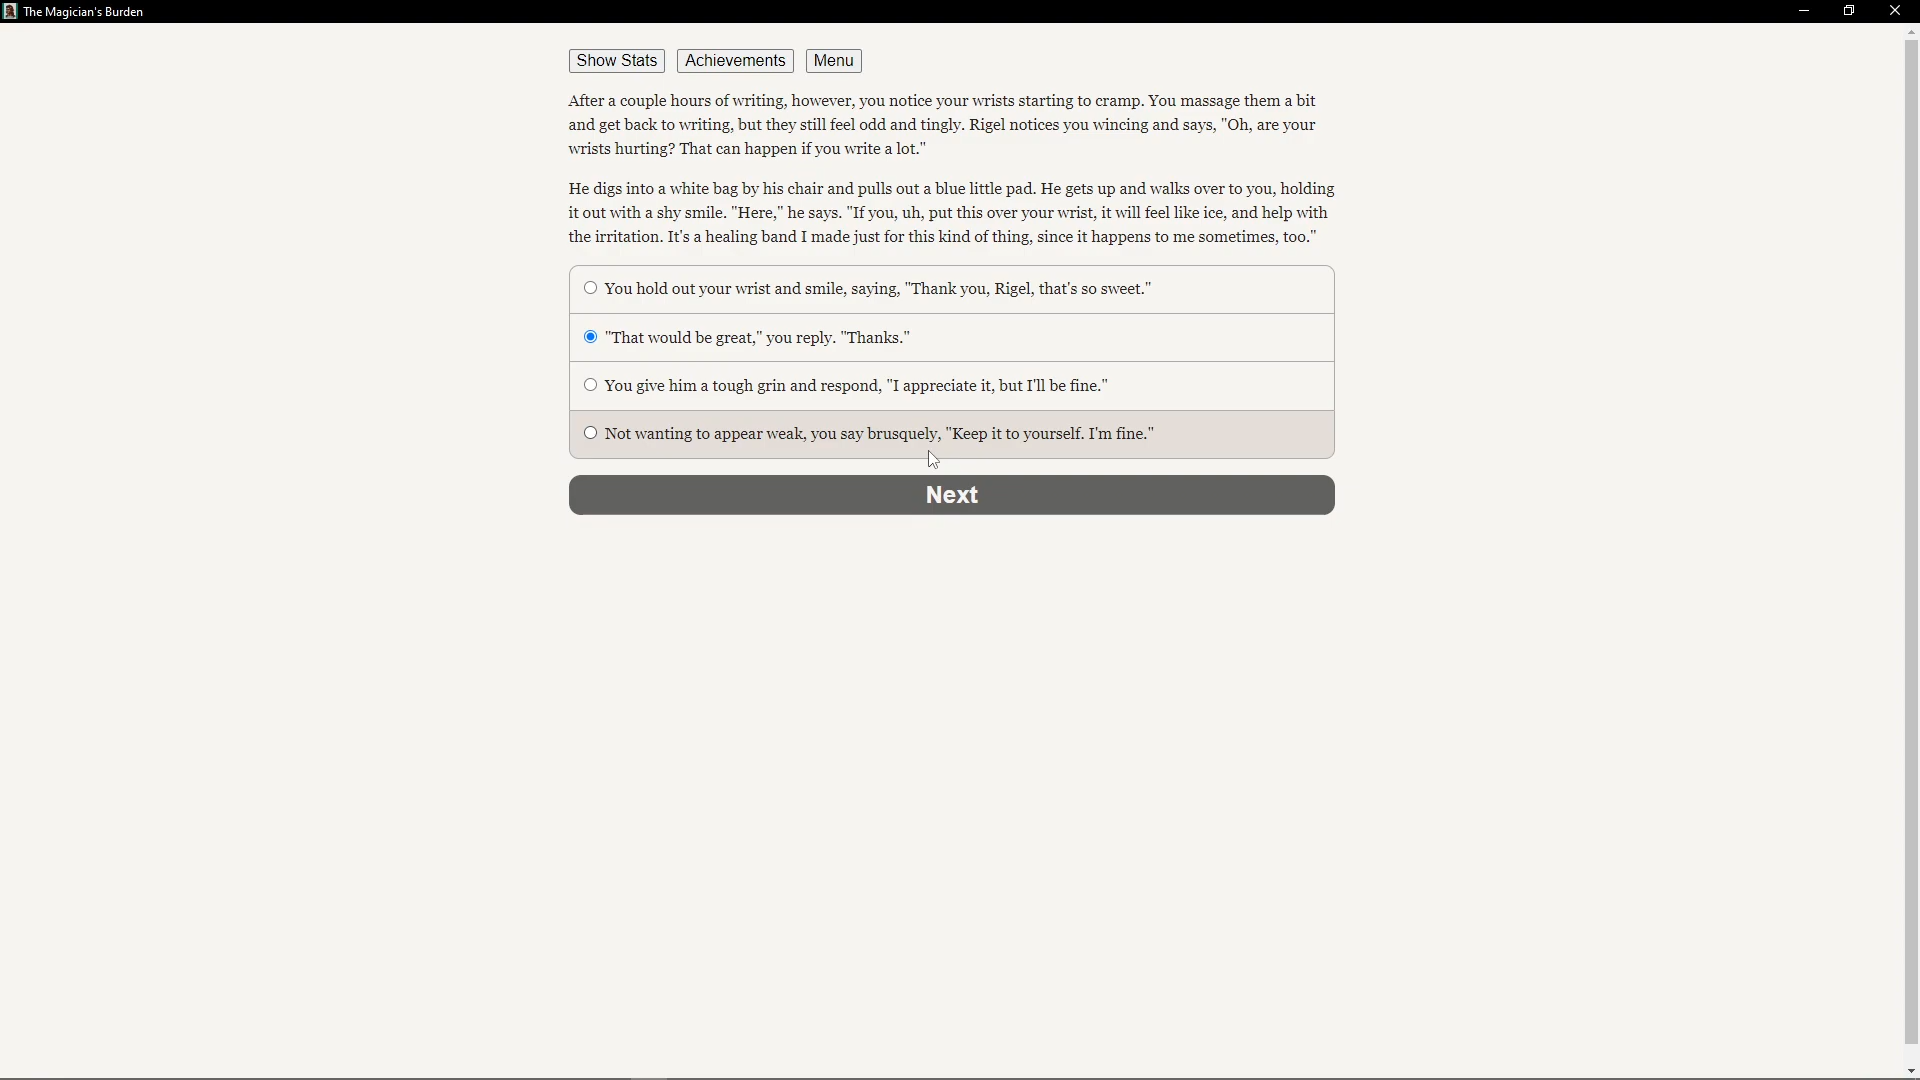 The Magician's Burden
Show Stats
Achievements
Menu
After a couple hours of writing, however, you notice your wrists starting to cramp. You massage them a bit
and get back to writing, but they still feel odd and tingly. Rigel notices you wincing and says, "Oh, are your
wrists hurting? That can happen if you write a lot."
He digs into a white bag by his chair and pulls out a blue little pad. He gets up and walks over to you, holding
it out with a shy smile. "Here," he says. "If you, uh, put this over your wrist, it will feel like ice, and help with
the irritation. It's a healing band I made just for this kind of thing, since it happens to me sometimes, too."
You hold out your wrist and smile, saying, "Thank you, Rigel, that's so sweet."
"That would be great," you reply. "Thanks."
You give him a tough grin and respond, "I appreciate it, but I'll be fine."
Not wanting to appear weak, you say brusquely, "Keep it to yourself. I'm fine."
Next